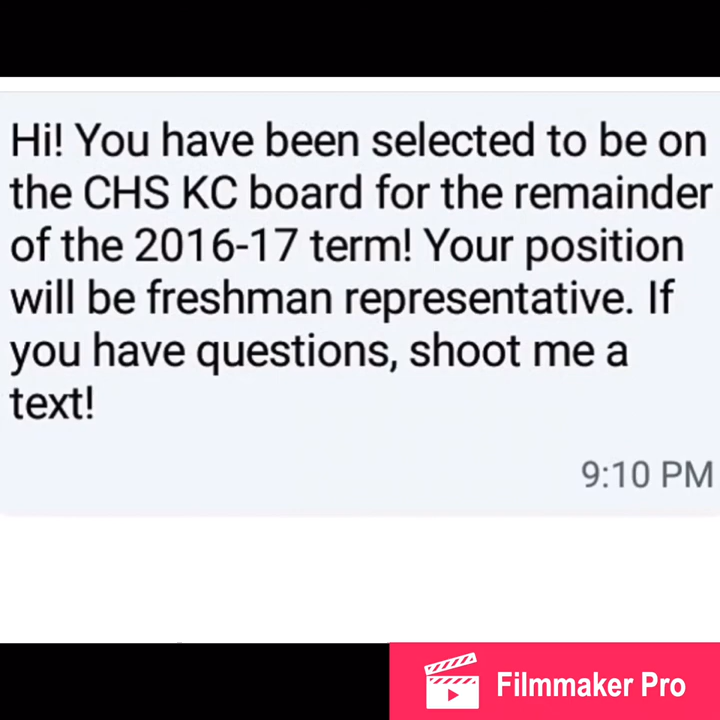 Hi! You have been selected to be on
the CHS KC board for the remainder
of the 2016-17 term! Your position
will be freshman representative. If
you have questions, shoot me a
text!
9:10 PM
Filmmaker Pro